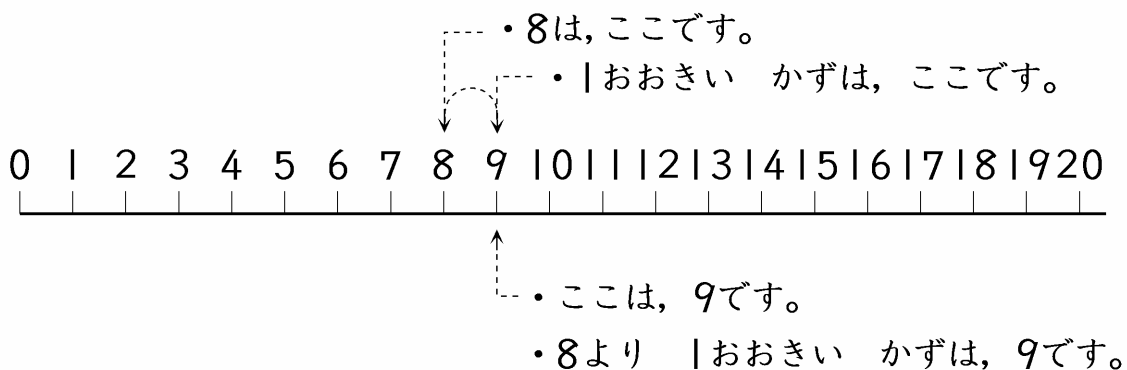 ・8は,ここです。
・1おおきい　かずは,　ここです。
0 1 2 3 4 5 6 7 8 9 10 11 12 13 14 15 16 17 18 19 20
・ここは,　9です。
・8より　1おおきい　かずは,　9です。